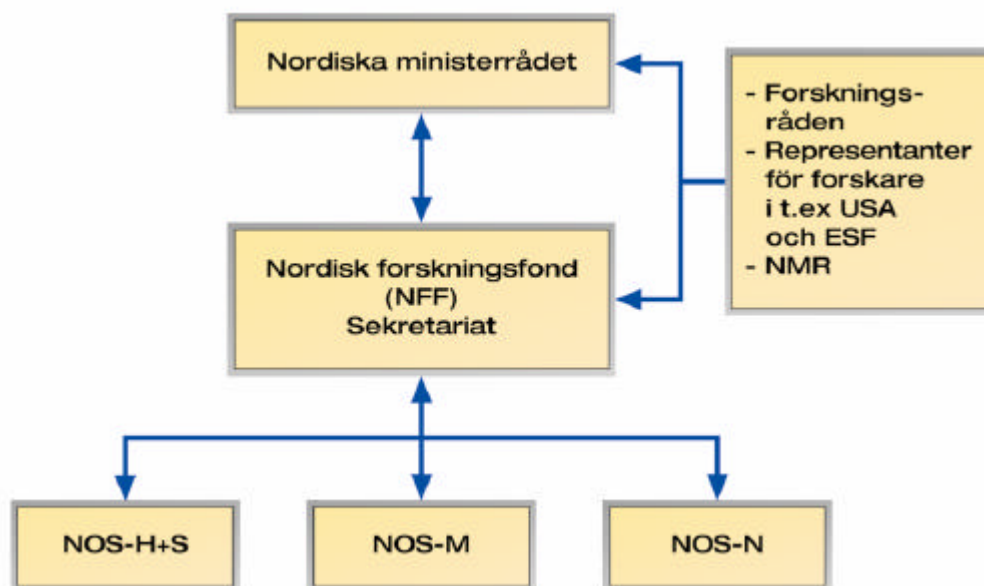 Nordiska ministerrådet
- Forsknings-
råden
- Representanter
för forskare
i t.ex USA
och ESF
- NMR
Nordisk forskningsfond
(NFF)
Sekretariat
NOS-H+S
NOS-M
NOS-N